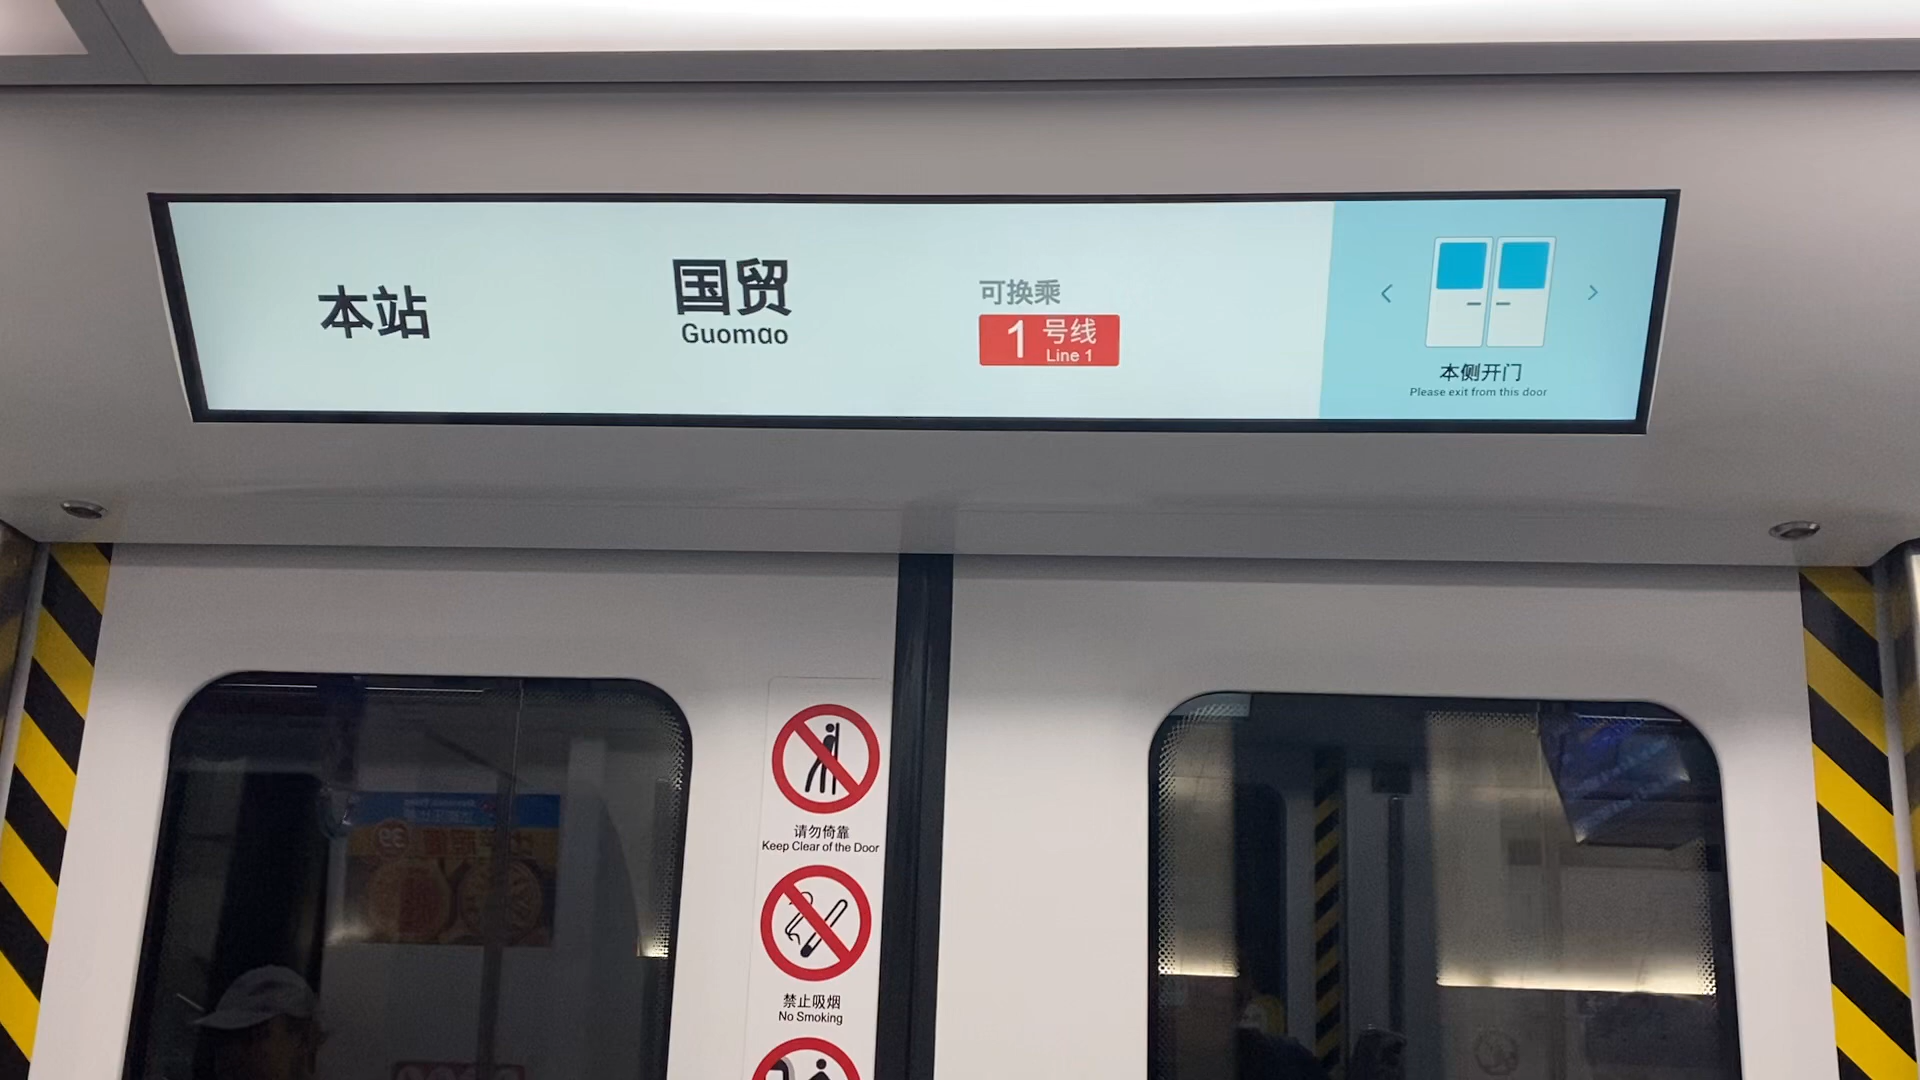 本站
国贸
Guomao
可换乘
1 号线
Line 1
本侧开门
Please exit from this door
请勿倚靠
Keep Clear of the Door
禁止吸烟
No Smoking